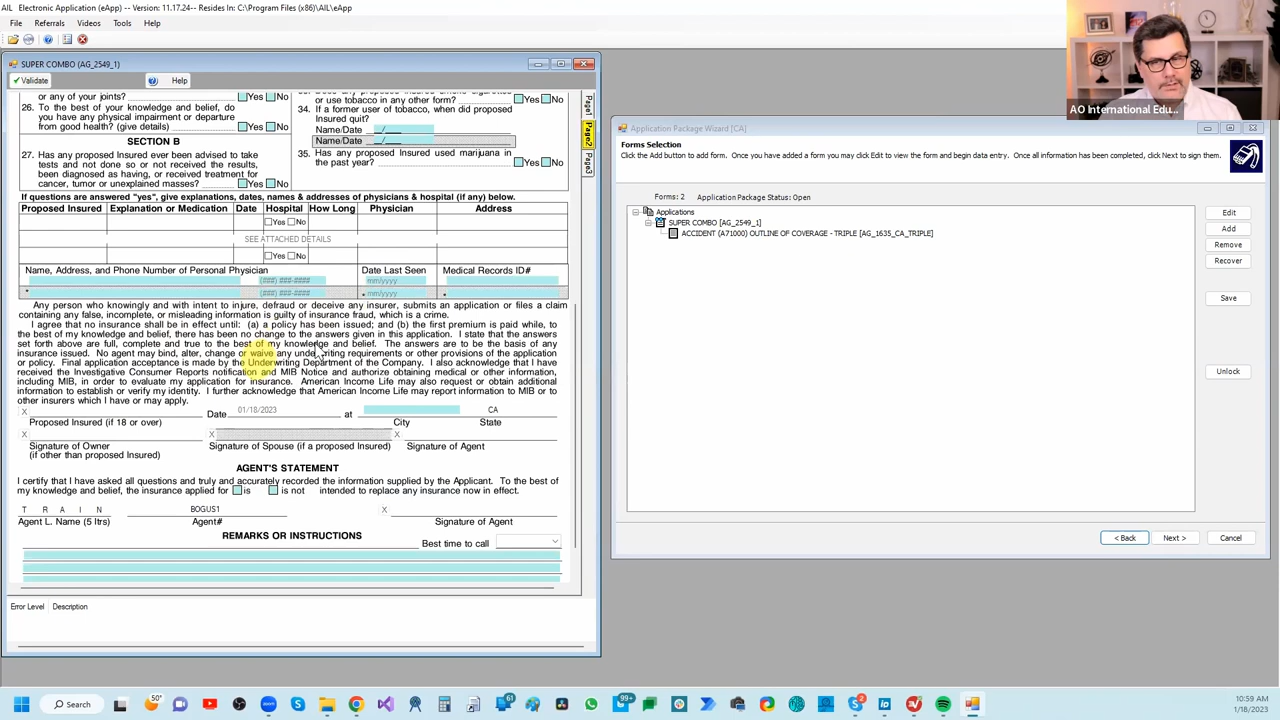 AIL Electronic Application (eApp) -- Version - 11.17.24-- Resides In: C:\Program Files (x86)\AIL\eApp
File Referrals Videos Tools Help
SUPER COMBO (AG_2549_1)
Validate
Help
or any of your joints? Yes No
26. To the best of your knowledge and belief, do
you have any physical impairment or departure
from good health? (give details) Yes No
SECTION B
27. Has any proposed Insured ever been advised to take
tests and not done so or not received the results,
been diagnosed as having, or received treatment for
cancer, tumor or unexplained masses? Yes No
or use tobacco in any other form? Yes No
34. If a former user of tobacco, when did proposed
Insured quit?
Name/Date __/____
Name/Date __/____
35. Has any proposed Insured used marijuana in
the past year? Yes No
Page1
Page2
Page3
If questions are answered "yes", give explanations, dates, names & addresses of physicians & hospital (if any) below.
Proposed Insured Explanation or Medication Date Hospital How Long Physician Address
Yes No
SEE ATTACHED DETAILS
Yes No
Name, Address, and Phone Number of Personal Physician Date Last Seen Medical Records ID#
(###) ###-#### mm/yyyy
* (###) ###-#### * mm/yyyy *
Any person who knowingly and with intent to injure, defraud or deceive any insurer, submits an application or files a claim
containing any false, incomplete, or misleading information is guilty of insurance fraud, which is a crime.
I agree that no insurance shall be in effect until: (a) a policy has been issued; and (b) the first premium is paid while, to
the best of my knowledge and belief, there has been no change to the answers given in this application. I state that the answers
set forth above are full, complete and true to the best of my knowledge and belief. The answers are to be the basis of any
insurance issued. No agent may bind, alter, change or waive any underwriting requirements or other provisions of the application
or policy. Final application acceptance is made by the Underwriting Department of the Company. I also acknowledge that I have
received the Investigative Consumer Reports notification and MIB Notice and authorize obtaining medical or other information,
including MIB, in order to evaluate my application for insurance. American Income Life may also request or obtain additional
information to establish or verify my identity. I further acknowledge that American Income Life may report information to MIB or to
other insurers which I have or may apply.
X Date 01/18/2023 at CA
Proposed Insured (if 18 or over) City State
X X X
Signature of Owner Signature of Spouse (if a proposed Insured) Signature of Agent
(if other than proposed Insured)
AGENT'S STATEMENT
I certify that I have asked all questions and truly and accurately recorded the information supplied by the Applicant. To the best of
my knowledge and belief, the insurance applied for is is not intended to replace any insurance now in effect.
T R A I N BOGUS1 X
Agent L. Name (5 ltrs) Agent# Signature of Agent
REMARKS OR INSTRUCTIONS
Best time to call
Error Level Description
Application Package Wizard [CA]
Forms Selection
Click the Add button to add form. Once you have added a form you may click Edit to view the form and begin data entry. Once all information has been completed, click Next to sign them.
Forms: 2 Application Package Status: Open
Applications
SUPER COMBO [AG_2549_1]
ACCIDENT (A71000) OUTLINE OF COVERAGE - TRIPLE [AG_1635_CA_TRIPLE]
Edit
Add
Remove
Recover
Save
Unlock
< Back Next > Cancel
AO International Edu...
Search
50°
61
99+
2
10:59 AM
1/18/2023